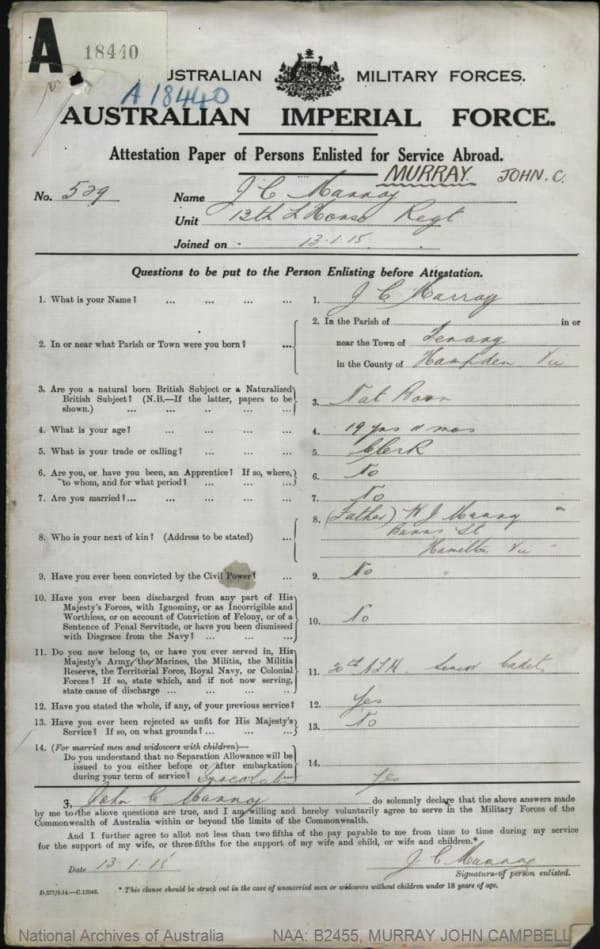 A
18440
AUSTRALIAN MILITARY FORCES.
A 18440
AUSTRALIAN IMPERIAL FORCE.
Attestation Paper of Persons Enlisted for Service Abroad.
MURRAY JOHN. C.
No. 529 Name J C Murray
Unit 13th L Horse Regt
Joined on 13.1.15.
Questions to be put to the Person Enlisting before Attestation.
1. What is your Name? ... ... ... ... 1. J C Murray
2. In or near what Parish or Town were you born? ... 2. In the Parish of in or
near the Town of Terang
in the County of Hampden Vic
3. Are you a natural born British Subject or a Naturalized
British Subject? (N.B.—If the latter, papers to be
shown.) ... ... ... ... ... 3. Nat Born
4. What is your age? ... ... ... ... 4. 19 yrs mos
5. What is your trade or calling? ... ... ... 5. Clerk
6. Are you, or have you been, an Apprentice? If so, where,
to whom, and for what period? ... ... ... 6. No
7. Are you married? ... ... ... ... ... 7. No
8. Who is your next of kin? (Address to be stated) ... 8. (Father) J Murray
St
Hamilton Vic
9. Have you ever been convicted by the Civil Power? ... 9. No
10. Have you ever been discharged from any part of His
Majesty's Forces, with Ignominy, or as Incorrigible and
Worthless, or on account of Conviction of Felony, or of a
Sentence of Penal Servitude, or have you been dismissed
with Disgrace from the Navy? ... ... ... 10. No
11. Do you now belong to, or have you ever served in, His
Majesty's Army, the Marines, the Militia, the Militia
Reserve, the Territorial Force, Royal Navy, or Colonial
Forces? If so, state which, and if not now serving,
state cause of discharge ... ... ... ... 11. 20th ALH. Senior Cadets
12. Have you stated the whole, if any, of your previous service? 12. Yes
13. Have you ever been rejected as unfit for His Majesty's
Service? If so, on what grounds? ... ... ... 13. No
14. (For married men and widowers with children)—
Do you understand that no Separation Allowance will be
issued to you either before or after embarkation
during your term of service? 14.
Yes
I, John C Murray do solemnly declare that the above answers made
by me to the above questions are true, and I am willing and hereby voluntarily agree to serve in the Military Forces of the
Commonwealth of Australia within or beyond the limits of the Commonwealth.
And I further agree to allot not less than two fifths of the pay payable to me from time to time during my service
for the support of my wife, or three-fifths for the support of my wife and child, or wife and children.*
Date 13.1.15 J C Murray
Signature of person enlisted.
D.577/9.14.—C.12046.
* This clause should be struck out in the case of unmarried men or widowers without children under 18 years of age.
National Archives of Australia NAA: B2455, MURRAY JOHN CAMPBELL